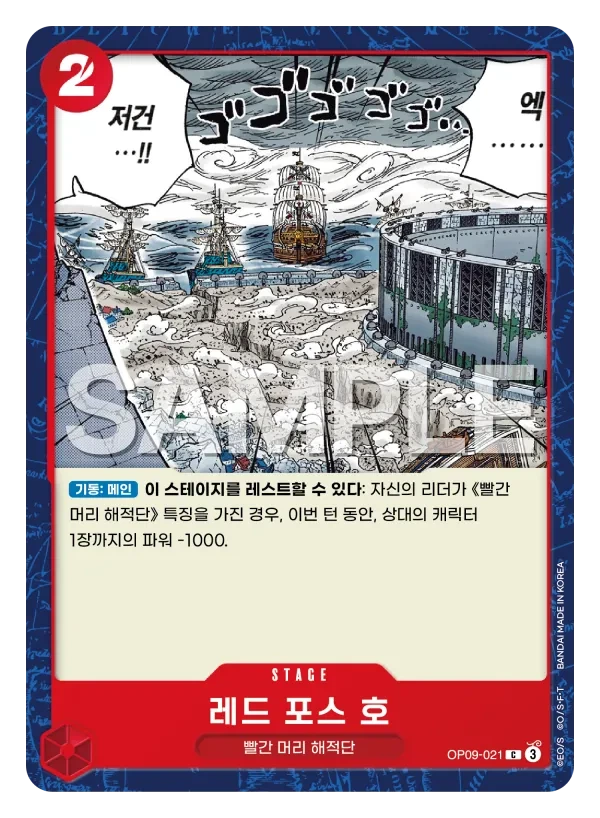 2
저건
…!!
ゴゴゴゴゴ…
엑
……
SAMPLE
기동: 메인 이 스테이지를 레스트할 수 있다: 자신의 리더가 《빨간
머리 해적단》 특징을 가진 경우, 이번 턴 동안, 상대의 캐릭터
1장까지의 파워 -1000.
STAGE
레드 포스 호
빨간 머리 해적단
OP09-021 C 3
©EO/S ©O/S·F·T BANDAI MADE IN KOREA